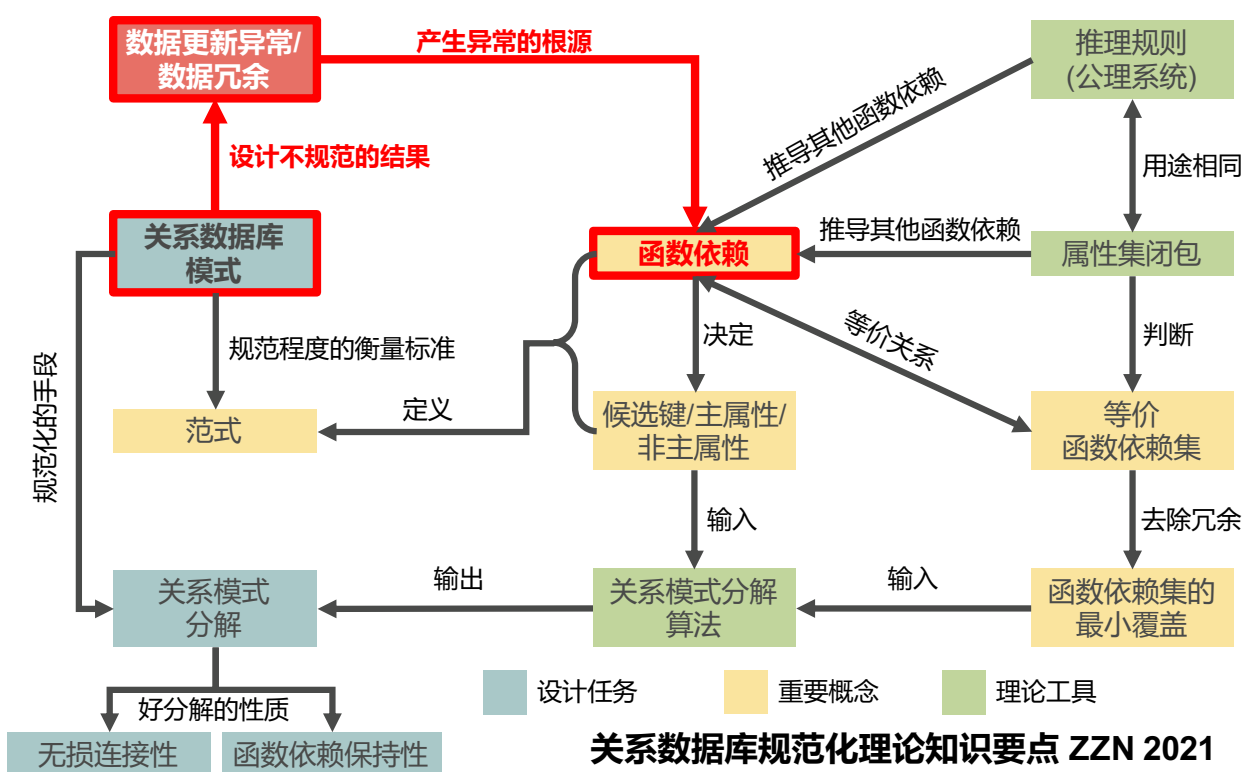 数据更新异常/
数据冗余
产生异常的根源
推理规则
(公理系统)
推导其他函数依赖
设计不规范的结果
用途相同
关系数据库
模式
函数依赖
推导其他函数依赖
属性集闭包
规范程度的衡量标准
决定
等价关系
判断
规范化的手段
范式
定义
候选键/主属性/
非主属性
等价
函数依赖集
输入
去除冗余
关系模式
分解
输出
关系模式分解
算法
输入
函数依赖集的
最小覆盖
好分解的性质
无损连接性
函数依赖保持性
设计任务
重要概念
理论工具
关系数据库规范化理论知识要点 ZZN 2021